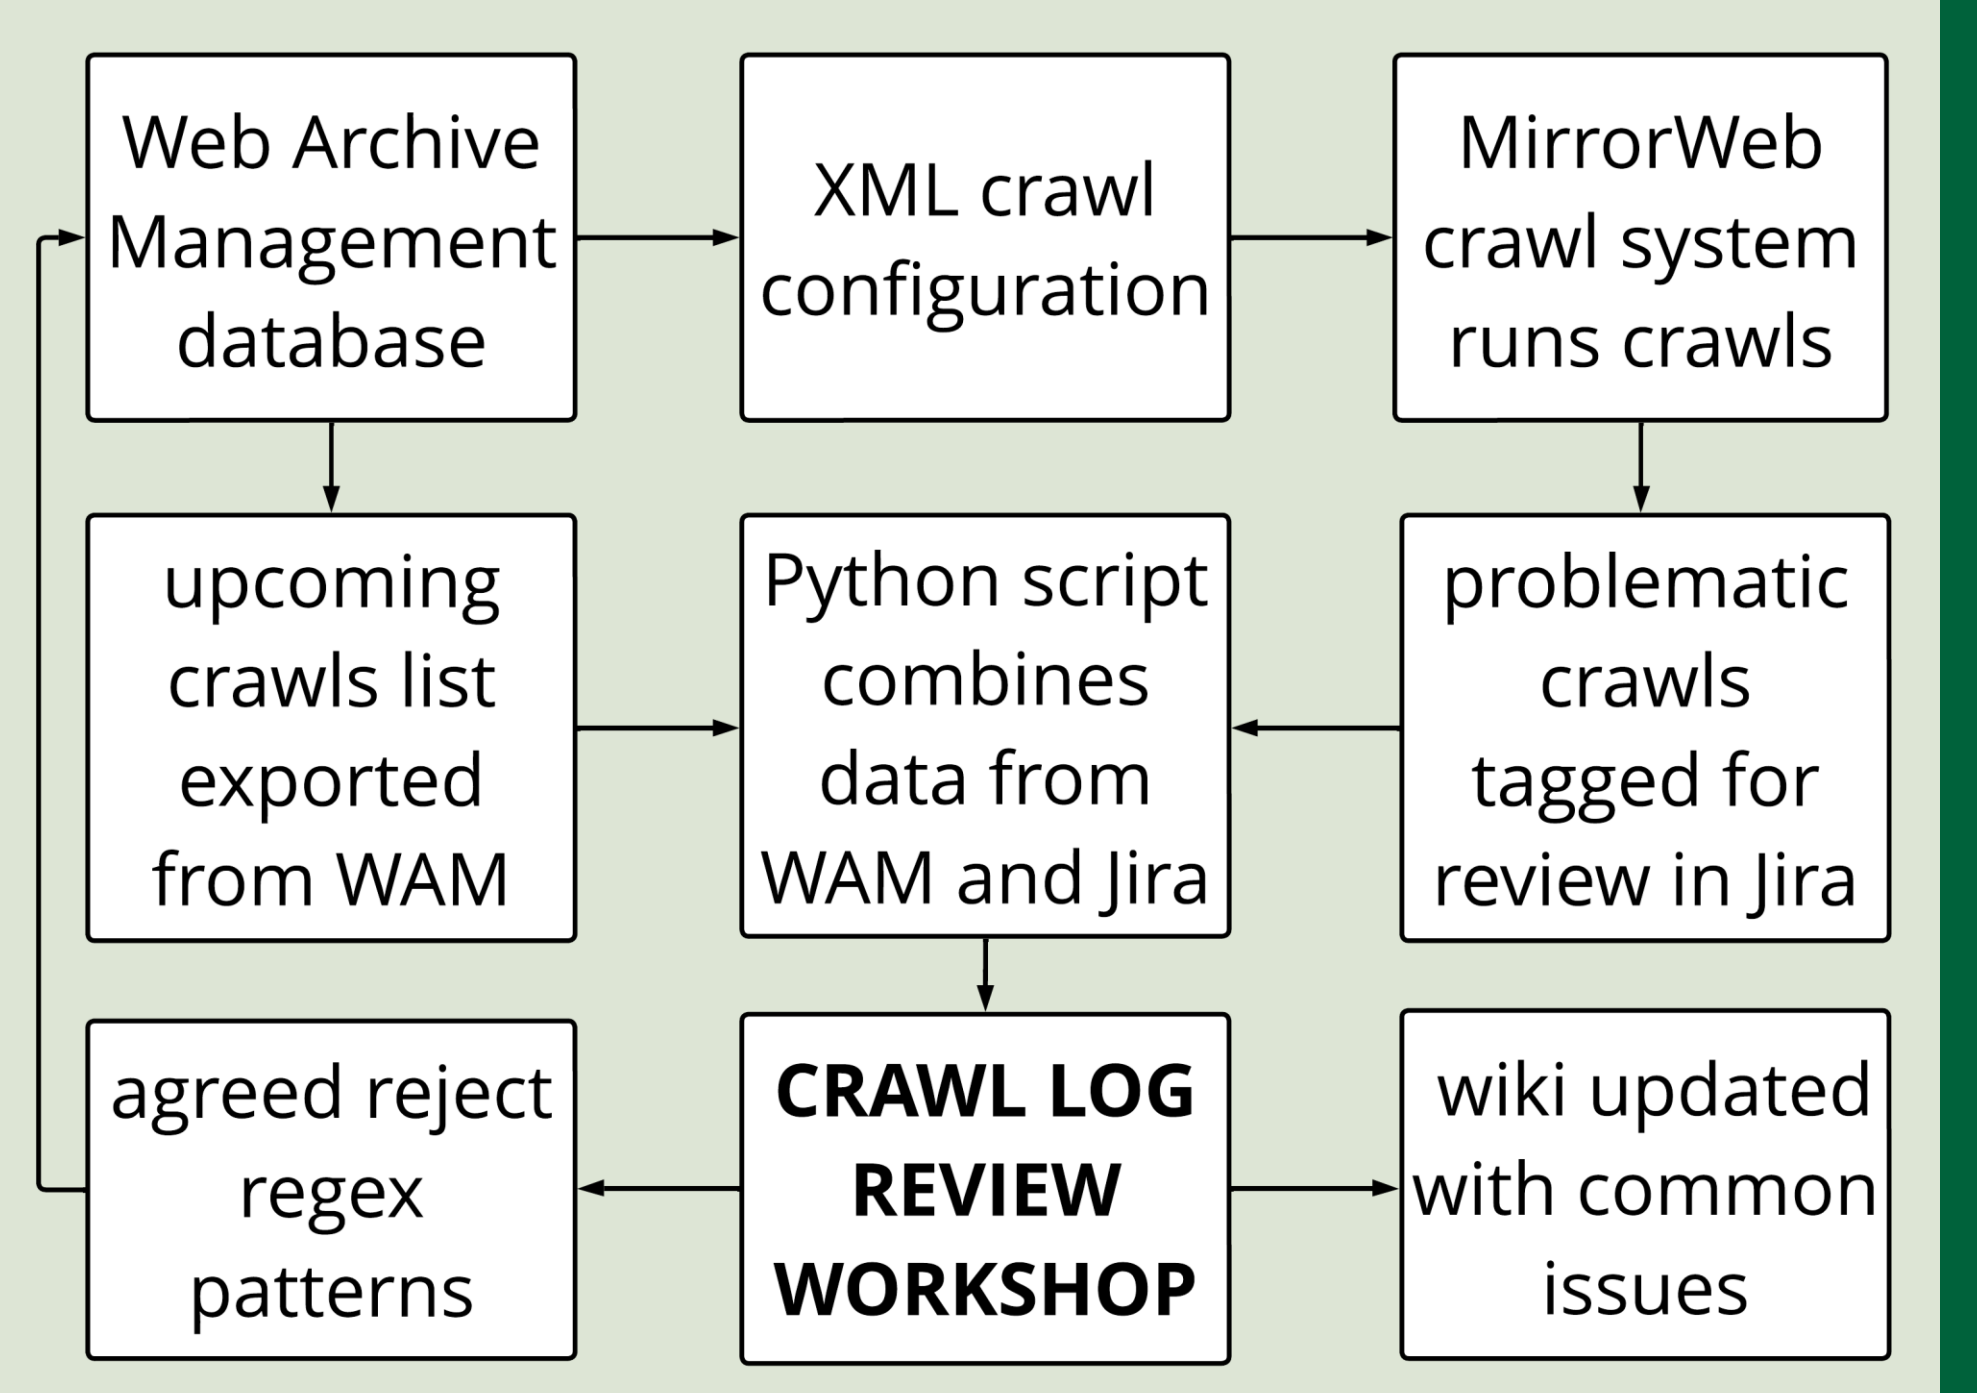 Web Archive
Management
database
XML crawl
configuration
MirrorWeb
crawl system
runs crawls
upcoming
crawls list
exported
from WAM
Python script
combines
data from
WAM and Jira
problematic
crawls
tagged for
review in Jira
agreed reject
regex
patterns
CRAWL LOG
REVIEW
WORKSHOP
wiki updated
with common
issues